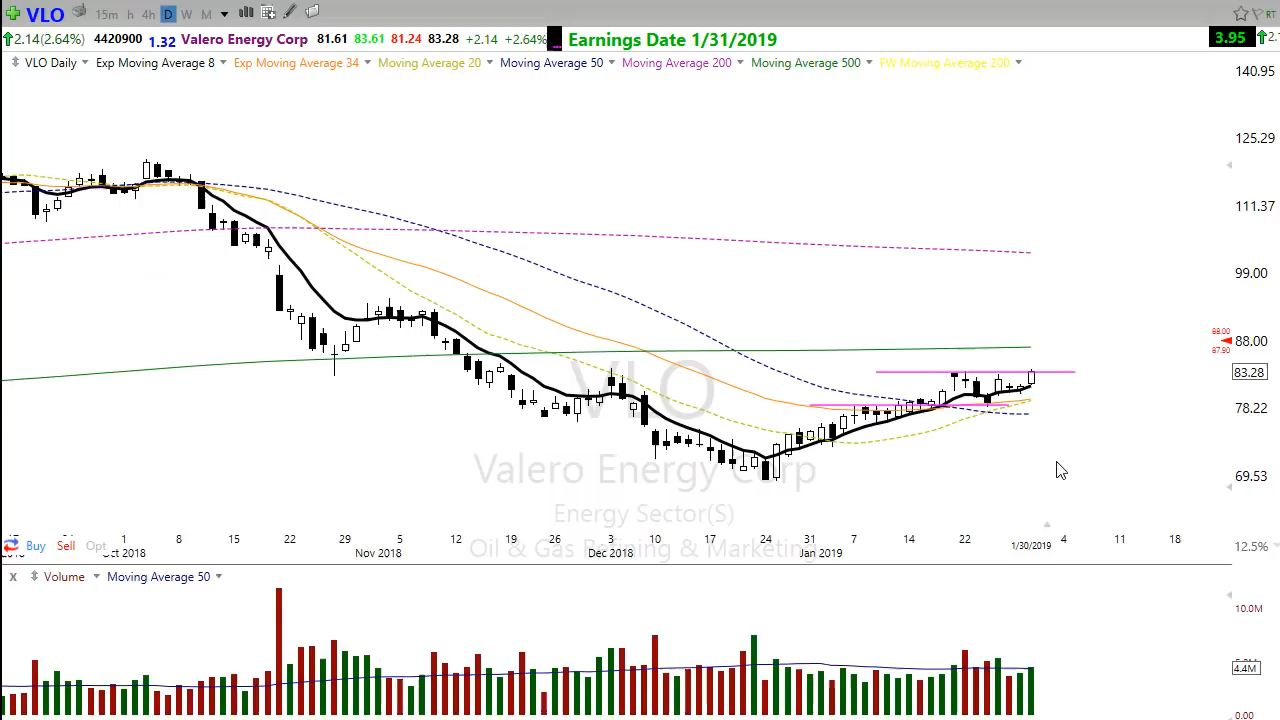 VLO 15m h 4h D W M RT
2.14(2.64%) 4420900 1.32 Valero Energy Corp 81.61 83.61 81.24 83.28 +2.14 +2.64% Earnings Date 1/31/2019 3.95
VLO Daily Exp Moving Average 8 Exp Moving Average 34 Moving Average 20 Moving Average 50 Moving Average 200 Moving Average 500 FW Moving Average 200
140.95
125.29
111.37
99.00
88.00
88.00
87.90
83.28
78.22
69.53
VLO
Valero Energy Corp
Energy Sector(S)
Oil & Gas Refining & Marketing
1 8 15 22 29 5 12 19 26 3 10 17 24 31 7 14 22 1/30/2019 4 11 18
Buy Sell Opt
Oct 2018 Nov 2018 Dec 2018 Jan 2019
12.5%
X Volume Moving Average 50
10.0M
4.4M
0.00